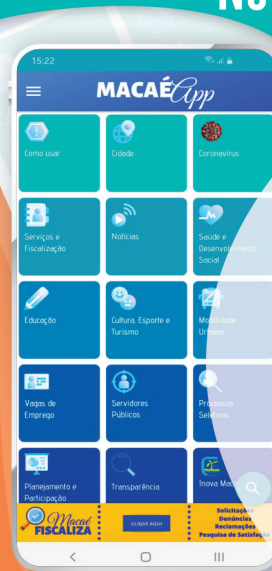 15:22
MACAÉ App
Como usar
Cidade
Coronavírus
Serviços e
Fiscalização
Notícias
Saúde e
Desenvolvimento
Social
Educação
Cultura, Esporte e
Turismo
Mobilidade
Urbana
Vagas de
Emprego
Servidores
Públicos
Processos
Seletivos
Planejamento e
Participação
Transparência
Inova Macaé
Macaé
FISCALIZA
CLIQUE AQUI
Solicitações
Denúncias
Reclamações
Pesquisa de Satisfação